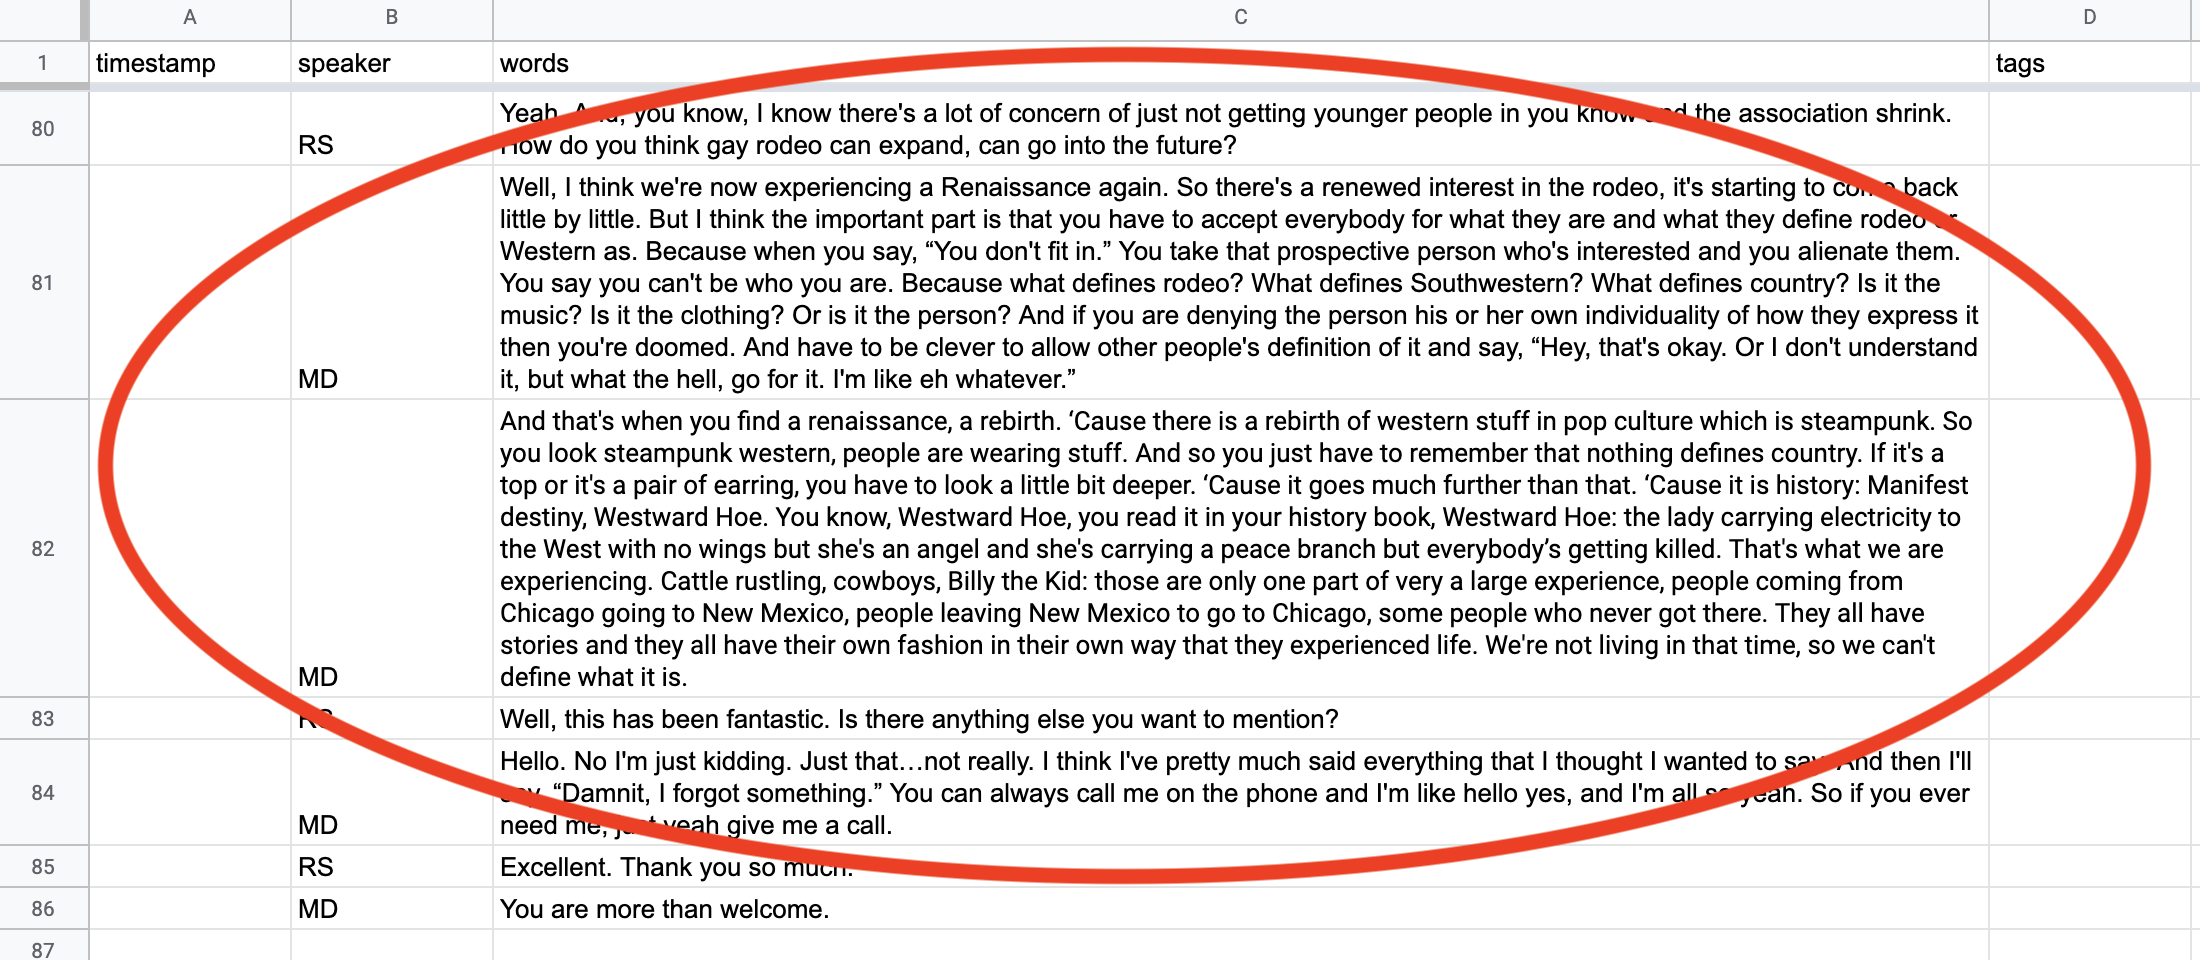 A B C D
1 timestamp speaker words tags
80 RS Yeah. And, you know, I know there's a lot of concern of just not getting younger people in you know and the association shrink.
How do you think gay rodeo can expand, can go into the future?
81 MD Well, I think we're now experiencing a Renaissance again. So there's a renewed interest in the rodeo, it's starting to come back
little by little. But I think the important part is that you have to accept everybody for what they are and what they define rodeo or
Western as. Because when you say, “You don't fit in.” You take that prospective person who's interested and you alienate them.
You say you can't be who you are. Because what defines rodeo? What defines Southwestern? What defines country? Is it the
music? Is it the clothing? Or is it the person? And if you are denying the person his or her own individuality of how they express it
then you're doomed. And have to be clever to allow other people's definition of it and say, “Hey, that's okay. Or I don't understand
it, but what the hell, go for it. I'm like eh whatever.”
82 MD And that's when you find a renaissance, a rebirth. ‘Cause there is a rebirth of western stuff in pop culture which is steampunk. So
you look steampunk western, people are wearing stuff. And so you just have to remember that nothing defines country. If it's a
top or it's a pair of earring, you have to look a little bit deeper. ‘Cause it goes much further than that. ‘Cause it is history: Manifest
destiny, Westward Hoe. You know, Westward Hoe, you read it in your history book, Westward Hoe: the lady carrying electricity to
the West with no wings but she's an angel and she's carrying a peace branch but everybody’s getting killed. That's what we are
experiencing. Cattle rustling, cowboys, Billy the Kid: those are only one part of very a large experience, people coming from
Chicago going to New Mexico, people leaving New Mexico to go to Chicago, some people who never got there. They all have
stories and they all have their own fashion in their own way that they experienced life. We're not living in that time, so we can't
define what it is.
83 RS Well, this has been fantastic. Is there anything else you want to mention?
84 MD Hello. No I'm just kidding. Just that…not really. I think I've pretty much said everything that I thought I wanted to say. And then I'll
say, “Damnit, I forgot something.” You can always call me on the phone and I'm like hello yes, and I'm all so yeah. So if you ever
need me, just yeah give me a call.
85 RS Excellent. Thank you so much.
86 MD You are more than welcome.
87